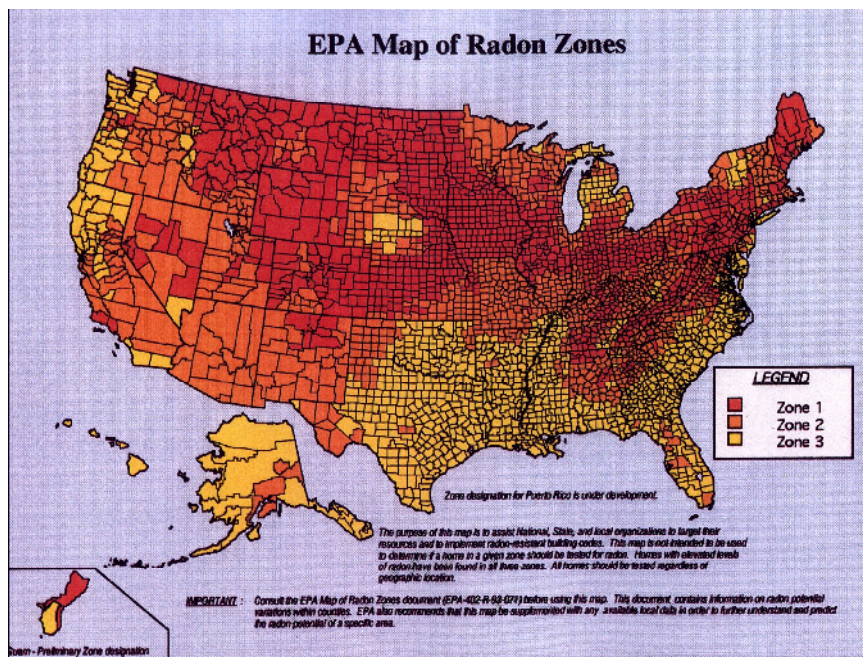 EPA Map of Radon Zones
LEGEND
Zone 1
Zone 2
Zone 3
Zone designation for Puerto Rico is under development.
The purpose of this map is to assist National, State, and local organizations to target their
resources and to implement radon-resistant building codes. This map is not intended to be used
to determine if a home in a given zone should be tested for radon. Homes with elevated levels
of radon have been found in all three zones. All homes should be tested regardless of
geographic location.
IMPORTANT : Consult the EPA Map of Radon Zones document (EPA-402-R-93-071) before using this map. This document contains information on radon potential
variations within counties. EPA also recommends that this map be supplemented with any available local data in order to further understand and predict
the radon potential of a specific area.
Guam - Preliminary Zone designation